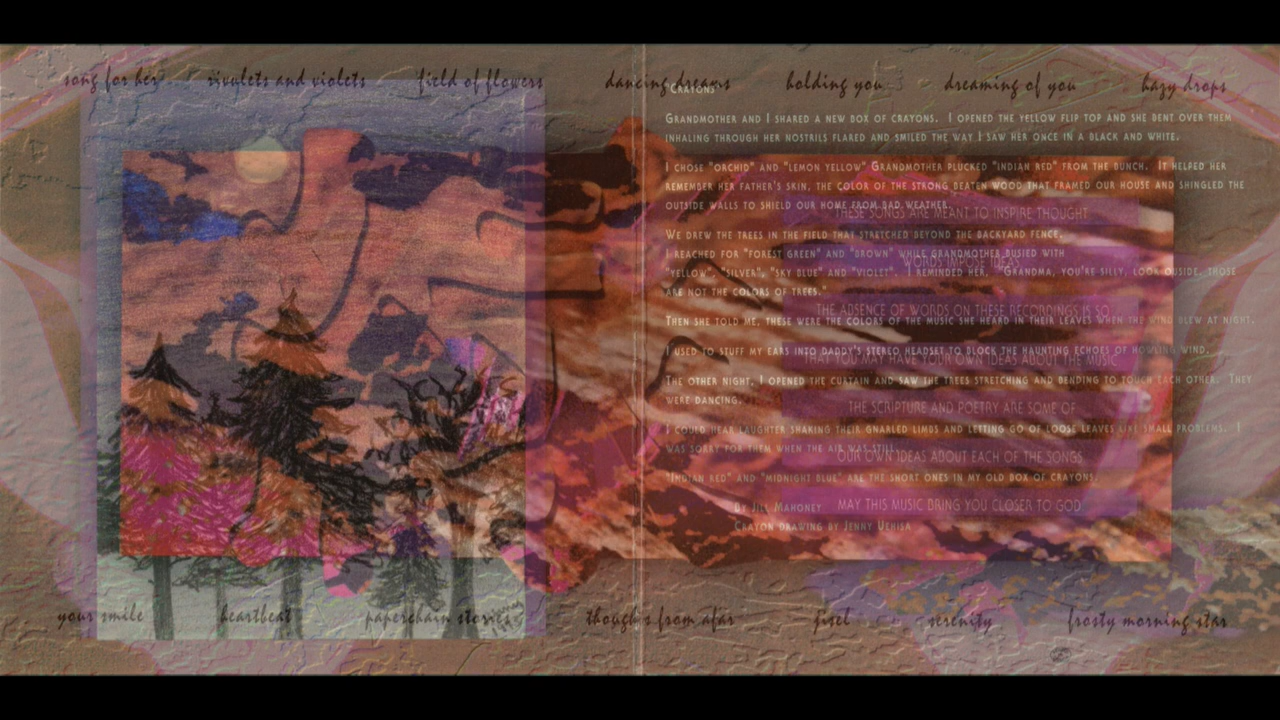 song for her rivulets and violets field of flowers dancing dreams holding you dreaming of you hazy drops
Crayons
Grandmother and I shared a new box of crayons. I opened the yellow flip top and she bent over them
inhaling through her nostrils flared and smiled the way I saw her once in a black and white.
I chose "orchid" and "lemon yellow" Grandmother plucked "indian red" from the bunch. It helped her
remember her father's skin, the color of the strong beaten wood that framed our house and shingled the
outside walls to shield our home from bad weather.
THESE SONGS ARE MEANT TO INSPIRE THOUGHT
We drew the trees in the field that stretched beyond the backyard fence.
I reached for "forest green" and "brown" while grandmother busied with
WORDS IMPOSE IDEAS
"yellow", "silver", "sky blue" and "violet". I reminded her, "Grandma, you're silly, look ouside, those
are not the colors of trees."
THE ABSENCE OF WORDS ON THESE RECORDINGS IS SO
Then she told me, these were the colors of the music she heard in their leaves when the wind blew at night.
I used to stuff my ears into daddy's stereo headset to block the haunting echoes of howling wind.
THAT YOU MAY HAVE YOUR OWN IDEAS ABOUT THE MUSIC
The other night, I opened the curtain and saw the trees stretching and bending to touch each other. They
were dancing.
THE SCRIPTURE AND POETRY ARE SOME OF
I could hear laughter shaking their gnarled limbs and letting go of loose leaves like small problems. I
was sorry for them when the air was still.
OUR OWN IDEAS ABOUT EACH OF THE SONGS
"Indian red" and "midnight blue" are the short ones in my old box of crayons.
By Jill Mahoney
MAY THIS MUSIC BRING YOU CLOSER TO GOD
Crayon drawing by Jenny Uehisa
your smile heartbeat paperchain stories though s from afar serenity frosty morning star